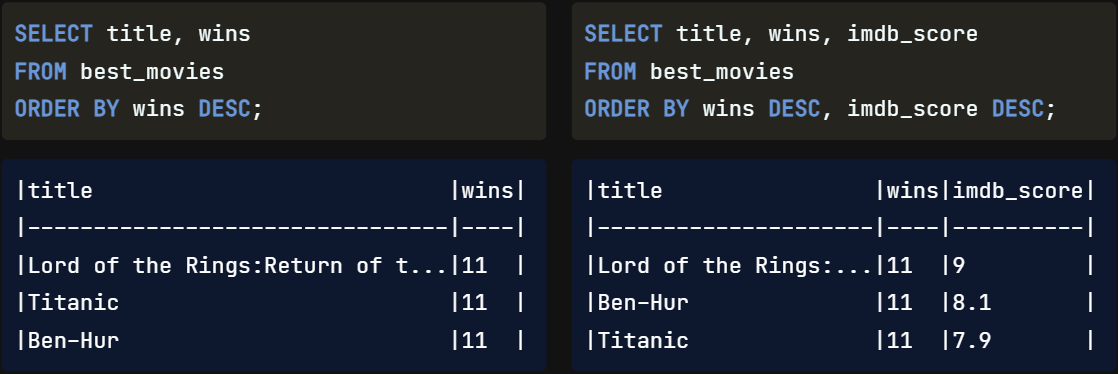 SELECT title, wins
FROM best_movies
ORDER BY wins DESC;
|title                           |wins|
|--------------------------------|----|
|Lord of the Rings:Return of t...|11  |
|Titanic                         |11  |
|Ben-Hur                         |11  |
SELECT title, wins, imdb_score
FROM best_movies
ORDER BY wins DESC, imdb_score DESC;
|title                |wins|imdb_score|
|---------------------|----|----------|
|Lord of the Rings:...|11  |9         |
|Ben-Hur              |11  |8.1       |
|Titanic              |11  |7.9       |